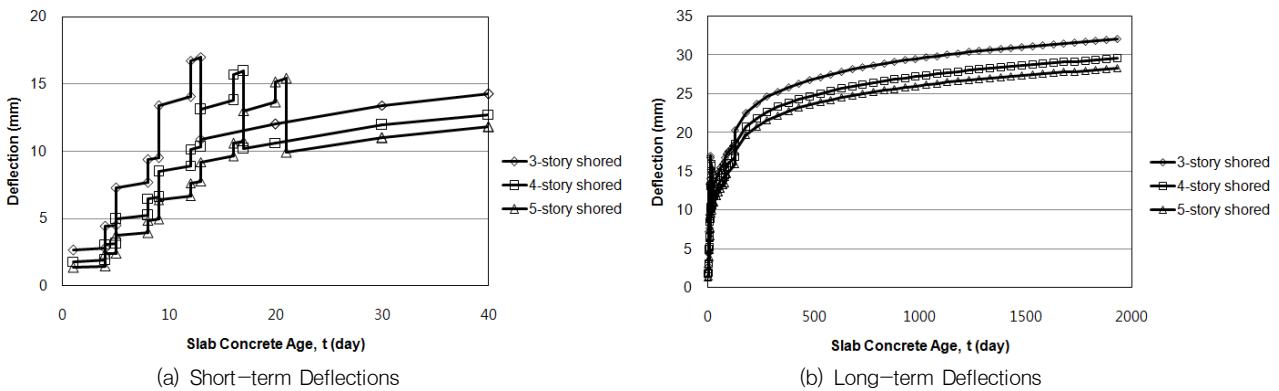 20
15
10
5
0
Deflection (mm)
0
10
20
30
40
Slab Concrete Age, t (day)
3-story shored
4-story shored
5-story shored
(a) Short-term Deflections
35
30
25
20
15
10
5
0
Deflection (mm)
0
500
1000
1500
2000
Slab Concrete Age, t (day)
3-story shored
4-story shored
5-story shored
(b) Long-term Deflections